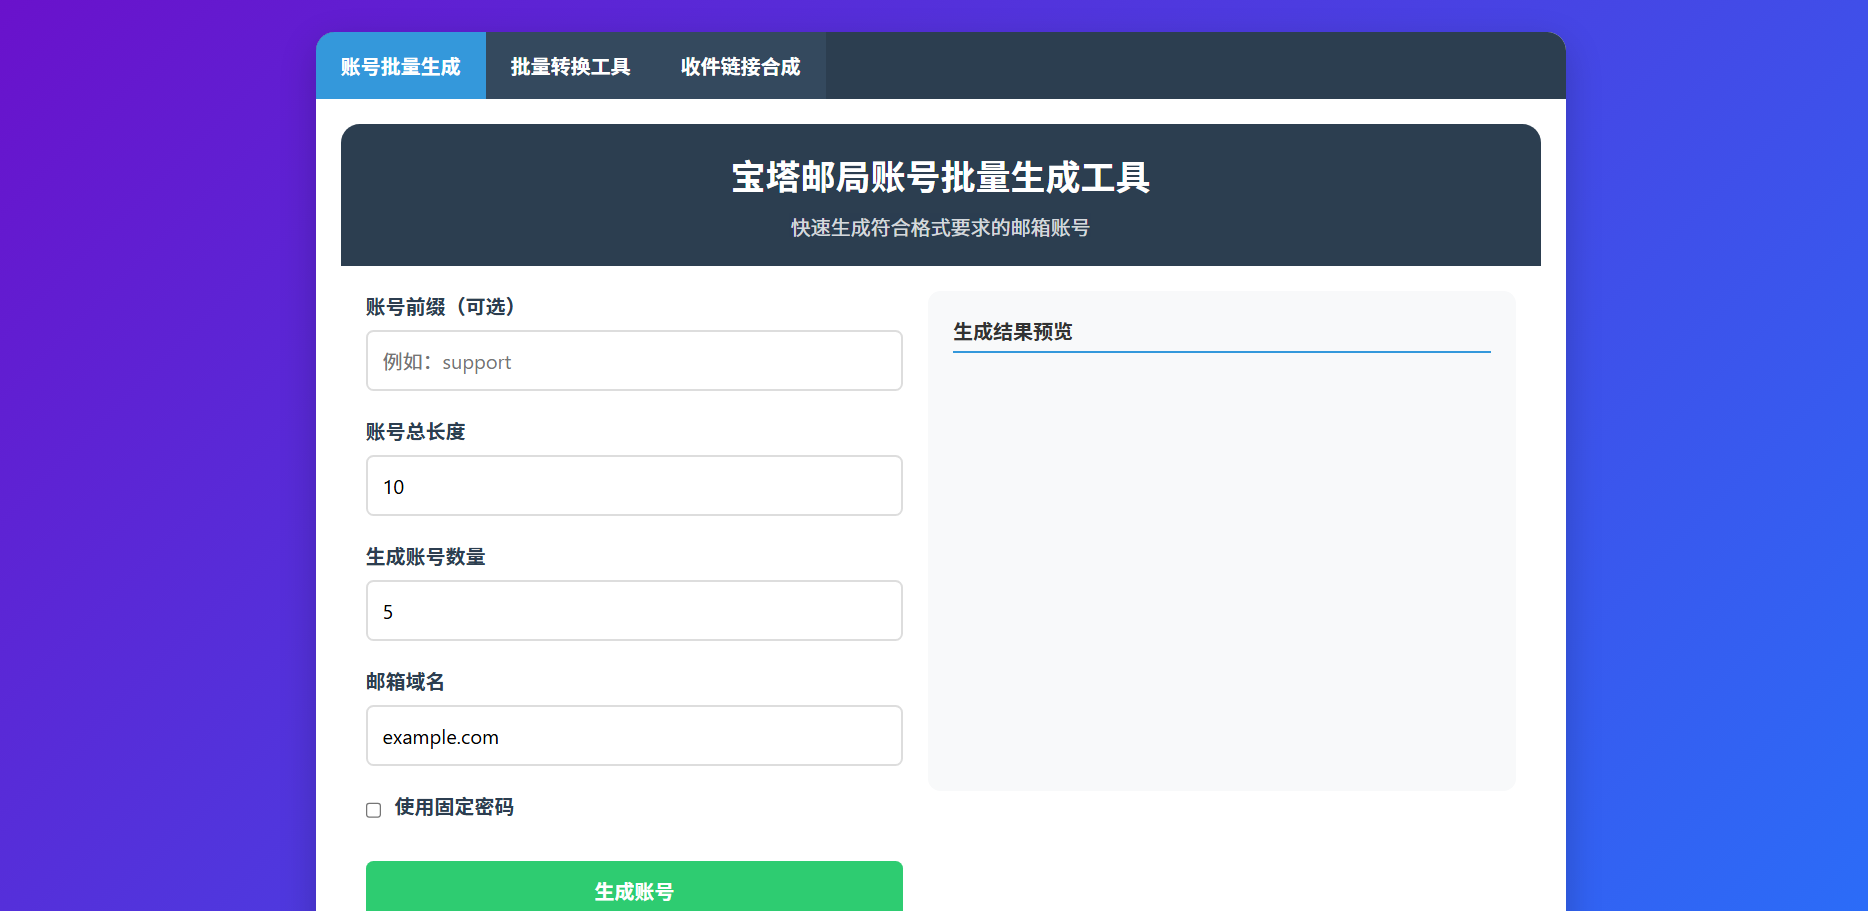 账号批量生成 批量转换工具 收件链接合成
宝塔邮局账号批量生成工具
快速生成符合格式要求的邮箱账号
账号前缀（可选）
例如：support
账号总长度
10
生成账号数量
5
邮箱域名
example.com
使用固定密码
生成账号
生成结果预览